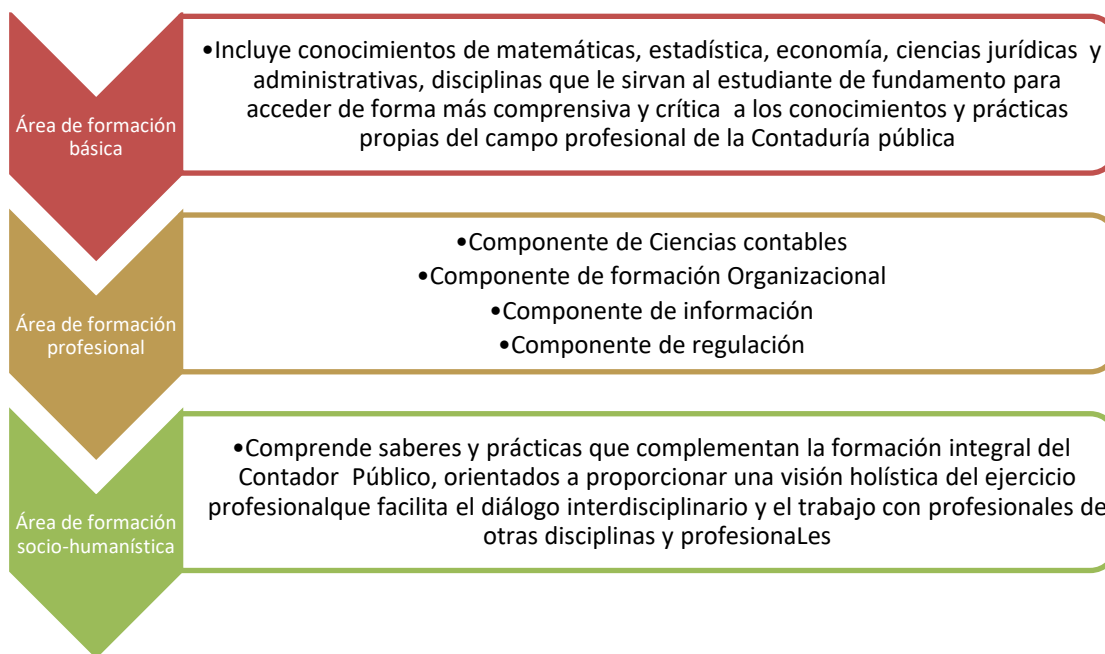 Área de formación
básica
•Incluye conocimientos de matemáticas, estadística, economía, ciencias jurídicas y
administrativas, disciplinas que le sirvan al estudiante de fundamento para
acceder de forma más comprensiva y crítica a los conocimientos y prácticas
propias del campo profesional de la Contaduría pública
Área de formación
profesional
•Componente de Ciencias contables
•Componente de formación Organizacional
•Componente de información
•Componente de regulación
Área de formación
socio-humanística
•Comprende saberes y prácticas que complementan la formación integral del
Contador Público, orientados a proporcionar una visión holística del ejercicio
profesionalque facilita el diálogo interdisciplinario y el trabajo con profesionales de
otras disciplinas y profesionaLes